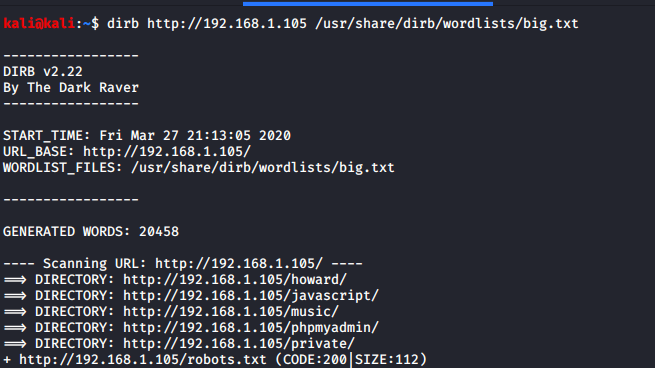 kali@kali:~$ dirb http://192.168.1.105 /usr/share/dirb/wordlists/big.txt
-----------------
DIRB v2.22
By The Dark Raver
-----------------
START_TIME: Fri Mar 27 21:13:05 2020
URL_BASE: http://192.168.1.105/
WORDLIST_FILES: /usr/share/dirb/wordlists/big.txt
-----------------
GENERATED WORDS: 20458
---- Scanning URL: http://192.168.1.105/ ----
==> DIRECTORY: http://192.168.1.105/howard/
==> DIRECTORY: http://192.168.1.105/javascript/
==> DIRECTORY: http://192.168.1.105/music/
==> DIRECTORY: http://192.168.1.105/phpmyadmin/
==> DIRECTORY: http://192.168.1.105/private/
+ http://192.168.1.105/robots.txt (CODE:200|SIZE:112)